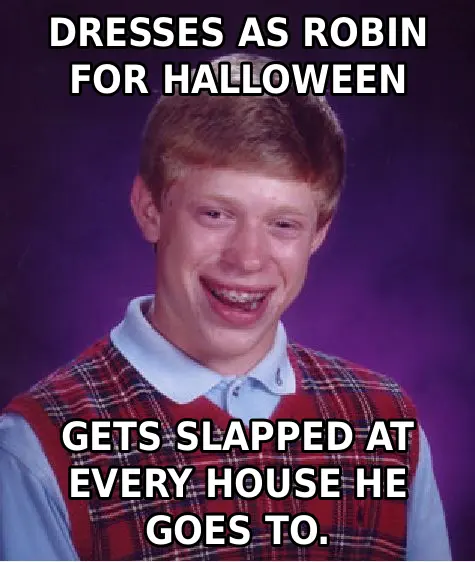 DRESSES AS ROBIN
FOR HALLOWEEN
GETS SLAPPED AT
EVERY HOUSE HE
GOES TO.